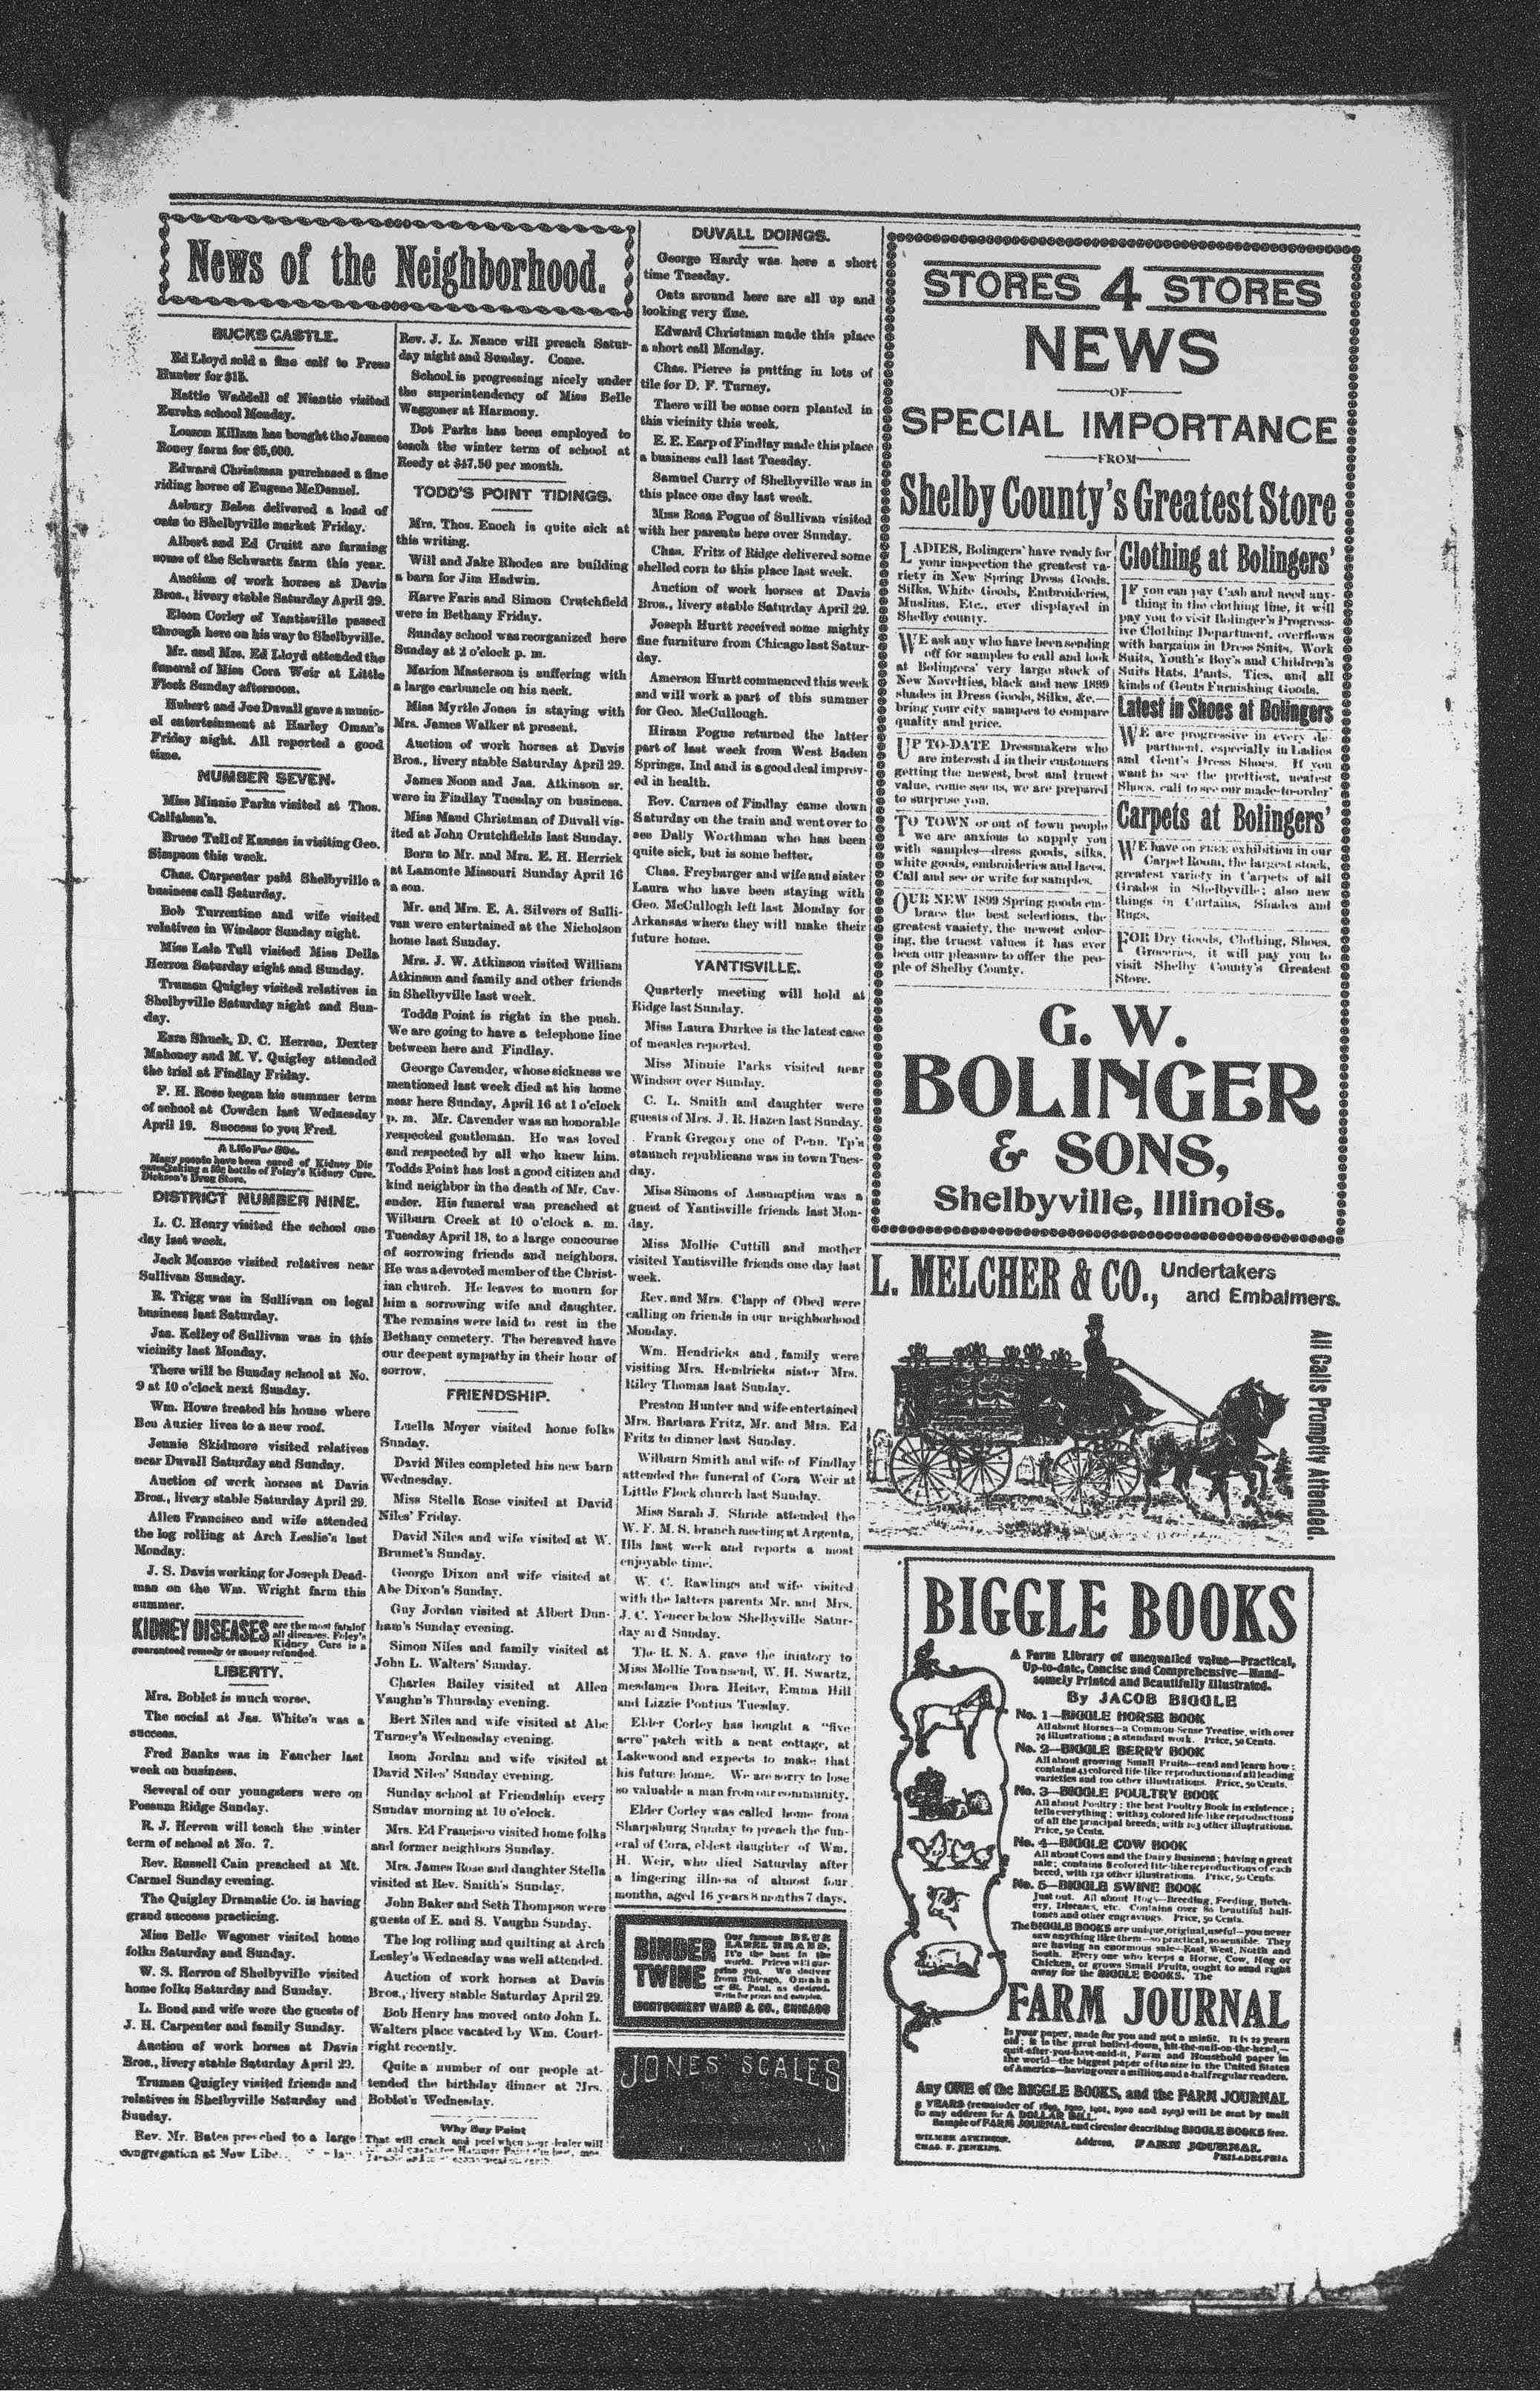 News of the Neighborhood.
BUCKS CASTLE.
Ed Lloyd sold a fine calf to Press
Hunter for $15.
Hattie Waddell of Niantic visited
Eureka school Monday.
Loason Killam has bought the James
Roney farm for $5,600.
Edward Christman purchased a fine
riding horse of Eugene McDannel.
Asbury Bales delivered a load of
oats to Shelbyville market Friday.
Albert and Ed Cruitt are farming
some of the Schwartz farm this year.
Auction of work horses at Davis
Bros., livery stable Saturday April 29.
Elson Corley of Yantisville passed
through here on his way to Shelbyville.
Mr. and Mrs. Ed Lloyd attended the
funeral of Miss Cora Weir at Little
Flock Sunday afternoon.
Hubert and Joe Duvall gave a music-
al entertainment at Harley Oman's
Friday night. All reported a good
time.
NUMBER SEVEN.
Miss Minnie Parks visited at Thos.
Callahan's.
Bruce Tull of Kansas in visiting Geo.
Simpson this week.
Chas. Carpenter paid Shelbyville a
business call Saturday.
Bob Turrentine and wife visited
relatives in Windsor Sunday night.
Miss Lala Tull visited Miss Della
Herron Saturday night and Sunday.
Truman Quigley visited relatives in
Shelbyville Saturday night and Sun-
day.
Ezra Shuck, D. C. Herron, Dexter
Mahoney and M. V. Quigley attended
the trial at Findlay Friday.
F. H. Rose began his summer term
of school at Cowden last Wednesday
April 19. Success to you Fred.
A Life For 50c.
Many people have been cured of Kidney Dis
eases taking a 50c bottle of Foley's Kidney Cure.
Dickson's Drug Store.
DISTRICT NUMBER NINE.
L. C. Henry visited the school one
day last week.
Jack Monroe visited relatives near
Sullivan Sunday.
R. Trigg was in Sullivan on legal
business last Saturday.
Jas. Kelley of Sullivan was in this
vicinity last Monday.
There will be Sunday school at No.
9 at 10 o'clock next Sunday.
Wm. Howe treated his house where
Ben Auxier lives to a new roof.
Jennie Skidmore visited relatives
near Duvall Saturday and Sunday.
Auction of work horses at Davis
Bros., livery stable Saturday April 29.
Allen Francisco and wife attended
the log rolling at Arch Leslie's last
Monday.
J. S. Davis working for Joseph Dead-
man on the Wm. Wright farm this
summer.
KIDNEY DISEASES are the most fatal of
all diseases. Foley's
Kidney Cure is a
guaranteed remedy or money refunded.
LIBERTY.
Mrs. Boblet is much worse.
The social at Jas. White's was a
success.
Fred Banks was in Fancher last
week on business.
Several of our youngsters were on
Possum Ridge Sunday.
R. J. Herron will teach the winter
term of school at No. 7.
Rev. Russell Cain preached at Mt.
Carmel Sunday evening.
The Quigley Dramatic Co. is having
grand success practicing.
Miss Belle Wagoner visited home
folks Saturday and Sunday.
W. S. Herron of Shelbyville visited
home folks Saturday and Sunday.
L. Bond and wife were the guests of
J. H. Carpenter and family Sunday.
Auction of work horses at Davis
Bros., livery stable Saturday April 29.
Truman Quigley visited friends and
relatives in Shelbyville Saturday and
Sunday.
Rev. Mr. Bates preached to a large
congregation at New Libe
Rev. J. L. Nance will preach Satur-
day night and Sunday. Come.
School is progressing nicely under
the superintendency of Miss Belle
Waggoner at Harmony.
Dot Parks has been employed to
teach the winter term of school at
Reedy at $47.50 per month.
TODD'S POINT TIDINGS.
Mrs. Thos. Enoch is quite sick at
this writing.
Will and Jake Rhodes are building
a barn for Jim Hadwin.
Harve Faris and Simon Crutchfield
were in Bethany Friday.
Sunday school was reorganized here
Sunday at 2 o'clock p. m.
Marion Masterson is suffering with
a large carbuncle on his neck.
Miss Myrtle Jones is staying with
Mrs. James Walker at present.
Auction of work horses at Davis
Bros., livery stable Saturday April 29.
James Noon and Jas. Atkinson sr.
were in Findlay Tuesday on business.
Miss Maud Christman of Duvall vis-
ited at John Crutchfields last Sunday.
Born to Mr. and Mrs. E. H. Herrick
at Lamonte Missouri Sunday April 16
a son.
Mr. and Mrs. E. A. Silvers of Sulli-
van were entertained at the Nicholson
home last Sunday.
Mrs. J. W. Atkinson visited William
Atkinson and family and other friends
in Shelbyville last week.
Todds Point is right in the push.
We are going to have a telephone line
between here and Findlay.
George Cavender, whose sickness we
mentioned last week died at his home
near here Sunday, April 16 at 1 o'clock
p. m. Mr. Cavender was an honorable
respected gentleman. He was loved
and respected by all who knew him.
Todds Point has lost a good citizen and
kind neighbor in the death of Mr. Cav-
ender. His funeral was preached at
Wilburn Creek at 10 o'clock a. m.
Tuesday April 18, to a large concourse
of sorrowing friends and neighbors.
He was a devoted member of the Christ-
ian church. He leaves to mourn for
him a sorrowing wife and daughter.
The remains were laid to rest in the
Bethany cemetery. The bereaved have
our deepest sympathy in their hour of
sorrow.
FRIENDSHIP.
Luella Moyer visited home folks
Sunday.
David Niles completed his new barn
Wednesday.
Miss Stella Rose visited at David
Niles' Friday.
David Niles and wife visited at W.
Brumet's Sunday.
George Dixon and wife visited at
Abe Dixon's Sunday.
Guy Jordan visited at Albert Dun-
ham's Sunday evening.
Simon Niles and family visited at
John L. Walters' Sunday.
Charles Bailey visited at Allen
Vaughn's Thursday evening.
Bert Niles and wife visited at Abe
Turney's Wednesday evening.
Isom Jordan and wife visited at
David Niles' Sunday evening.
Sunday school at Friendship every
Sunday morning at 10 o'clock.
Mrs. Ed Francisco visited home folks
and former neighbors Sunday.
Mrs. James Rose and daughter Stella
visited at Rev. Smith's Sunday.
John Baker and Seth Thompson were
guests of E. and S. Vaughn Sunday.
The log rolling and quilting at Arch
Lesley's Wednesday was well attended.
Auction of work horses at Davis
Bros., livery stable Saturday April 29.
Bob Henry has moved onto John L.
Walters place vacated by Wm. Court-
right recently.
Quite a number of our people at-
tended the birthday dinner at Mrs.
Boblet's Wednesday.
Why Buy Paint
That will crack and peel when your dealer will
DUVALL DOINGS.
George Hardy was here a short
time Tuesday.
Oats around here are all up and
looking very fine.
Edward Christman made this place
a short call Monday.
Chas. Pierce is putting in lots of
tile for D. F. Turney.
There will be some corn planted in
this vicinity this week.
E. E. Earp of Findlay made this place
a business call last Tuesday.
Samuel Curry of Shelbyville was in
this place one day last week.
Miss Rosa Pogue of Sullivan visited
with her parents here over Sunday.
Chas. Fritz of Ridge delivered some
shelled corn to this place last week.
Auction of work horses at Davis
Bros., livery stable Saturday April 29.
Joseph Hurtt received some mighty
fine furniture from Chicago last Satur-
day.
Amerson Hurtt commenced this week
and will work a part of this summer
for Geo. McCullough.
Hiram Pogue returned the latter
part of last week from West Baden
Springs, Ind and is a good deal improv-
ed in health.
Rev. Carnes of Findlay came down
Saturday on the train and went over to
see Dally Worthman who has been
quite sick, but is some better.
Chas. Freybarger and wife and sister
Laura who have been staying with
Geo. McCullogh left last Monday for
Arkansas where they will make their
future home.
YANTISVILLE.
Quarterly meeting will hold at
Ridge last Sunday.
Miss Laura Durkee is the latest case
of measles reported.
Miss Minnie Parks visited near
Windsor over Sunday.
C. L. Smith and daughter were
guests of Mrs. J. R. Hazen last Sunday.
Frank Gregory one of Penn. Tp's
staunch republicans was in town Tues-
day.
Miss Simons of Assumption was a
guest of Yantisville friends last Mon-
day.
Miss Mollie Cuttill and mother
visited Yantisville friends one day last
week.
Rev. and Mrs. Clapp of Obed were
calling on friends in our neighborhood
Monday.
Wm. Hendricks and family were
visiting Mrs. Hendricks sister Mrs.
Riley Thomas last Sunday.
Preston Hunter and wife entertained
Mrs. Barbara Fritz, Mr. and Mrs. Ed
Fritz to dinner last Sunday.
Wilburn Smith and wife of Findlay
attended the funeral of Cora Weir at
Little Flock church last Sunday.
Miss Sarah J. Shride attended the
W. F. M. S. branch meeting at Argenta,
Ills last week and reports a most
enjoyable time.
W. C. Rawlings and wife visited
with the latters parents Mr. and Mrs.
J. C. Yencer below Shelbyville Satur-
day and Sunday.
The R. N. A. gave the iniatory to
Miss Mollie Townsend, W. H. Swartz,
mesdames Dora Heiter, Emma Hill
and Lizzie Pontius Tuesday.
Elder Corley has bought a "five
acre" patch with a neat cottage, at
Lakewood and expects to make that
his future home. We are sorry to lose
so valuable a man from our community.
Elder Corley was called home from
Sharpsburg Sunday to preach the fun-
eral of Cora, eldest daughter of Wm.
H. Weir, who died Saturday after
a lingering illness of almost four
months, aged 16 years 8 months 7 days.
BINDER
TWINE
Our famous BLUE
LABEL BRAND.
It's the best in the
world. Prices will sur-
prise you. We deliver
from Chicago, Omaha
or St. Paul, as desired.
Write for prices and samples.
MONTGOMERY WARD & CO., CHICAGO
JONES SCALES
STORES 4 STORES
NEWS
OF
SPECIAL IMPORTANCE
FROM
Shelby County's Greatest Store
LADIES, Bolingers' have ready for
your inspection the greatest va-
riety in New Spring Dress Goods,
Silks, White Goods, Embroideries,
Muslins, Etc., ever displayed in
Shelby county.
WE ask any who have been sending
off for samples to call and look
at Bolingers' very large stock of
New Novelties, black and new 1899
shades in Dress Goods, Silks, &c.—
bring your city samples to compare
quality and price.
UP TO-DATE Dressmakers who
are interest d in their customers
getting the newest, best and truest
value, come see us, we are prepared
to surprise you.
TO TOWN or out of town people
we are anxious to supply you
with samples—dress goods, silks,
white goods, embroideries and laces.
Call and see or write for samples.
OUR NEW 1899 Spring goods em-
brace the best selections, the
greatest vaaiety, the newest color-
ing, the truest values it has ever
been our pleasure to offer the peo-
ple of Shelby County.
Clothing at Bolingers'
IF you can pay Cash and need any-
thing in the clothing line, it will
pay you to visit Bolinger's Progress-
ive Clothing Department, overflows
with bargains in Dress Suits, Work
Suits, Youth's Boy's and Children's
Suits Hats, Pants, Ties, and all
kinds of Gents Furnishing Goods.
Latest in Shoes at Bolingers
WE are progressive in every de-
partment, especially in Ladies
and Gent's Dress Shoes. If you
want to see the prettiest, neatest
Shoes, call to see our made-to-order
Carpets at Bolingers'
WE have on FREE exhibition in our
Carpet Room, the largest stock,
greatest variety in Carpets of all
Grades in Shelbyville; also new
things in Curtains, Shades and
Rugs.
FOR Dry Goods, Clothing, Shoes,
Groceries, it will pay you to
visit Shelby County's Greatest
Store.
G. W.
BOLINGER
& SONS,
Shelbyville, Illinois.
L. MELCHER & CO., Undertakers
and Embalmers.
All Calls Promptly Attended.
BIGGLE BOOKS
A Farm Library of unequalled value—Practical,
Up-to-date, Concise and Comprehensive—Hand-
somely Printed and Beautifully Illustrated.
By JACOB BIGGLE
No. 1—BIGGLE HORSE BOOK
All about Horses—a Common-Sense Treatise, with over
74 illustrations; a standard work. Price, 50 Cents.
No. 2—BIGGLE BERRY BOOK
All about growing Small Fruits—read and learn how;
contains 43 colored life-like reproductions of all leading
varieties and 100 other illustrations. Price, 50 Cents.
No. 3—BIGGLE POULTRY BOOK
All about Poultry; the best Poultry Book in existence;
tells everything; with 23 colored life-like reproductions
of all the principal breeds; with 103 other illustrations.
Price, 50 Cents.
No. 4—BIGGLE COW BOOK
All about Cows and the Dairy Business; having a great
sale; contains 8 colored life-like reproductions of each
breed, with 132 other illustrations. Price, 50 Cents.
No. 5—BIGGLE SWINE BOOK
Just out. All about Hogs—Breeding, Feeding, Butch-
ery, Diseases, etc. Contains over 80 beautiful half-
tones and other engravings. Price, 50 Cents.
The BIGGLE BOOKS are unique, original, useful—you never
saw anything like them—so practical, so sensible. They
are having an enormous sale—East, West, North and
South. Every one who keeps a Horse, Cow, Hog or
Chicken, or grows Small Fruits, ought to send right
away for the BIGGLE BOOKS. The
FARM JOURNAL
Is your paper, made for you and not a misfit. It is 22 years
old; it is the great boiled-down, hit-the-nail-on-the-head,—
quit-after-you-have-said-it, Farm and Household paper in
the world—the biggest paper of its size in the United States
of America—having over a million and a-half regular readers.
Any ONE of the BIGGLE BOOKS, and the FARM JOURNAL
5 YEARS (remainder of 1899, 1900, 1901, 1902 and 1903) will be sent by mail
to any address for A DOLLAR BILL.
Sample of FARM JOURNAL and circular describing BIGGLE BOOKS free.
WILMER ATKINSON.
CHAS. F. JENKINS.
Address, FARM JOURNAL,
PHILADELPHIA